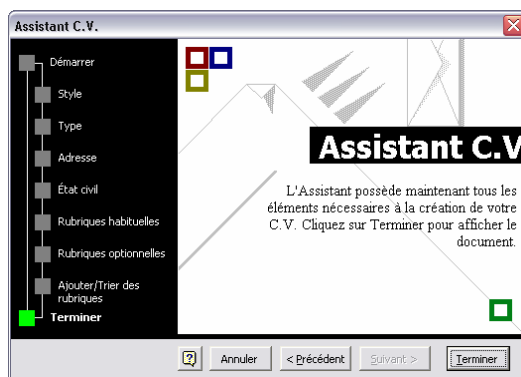 Assistant C.V.
Démarrer
Style
Type
Adresse
État civil
Rubriques habituelles
Rubriques optionnelles
Ajouter/Trier des
rubriques
Terminer
Assistant C.V
L'Assistant possède maintenant tous les
éléments nécessaires à la création de votre
C.V. Cliquez sur Terminer pour afficher le
document.
?
Annuler
< Précédent
Suivant >
Terminer